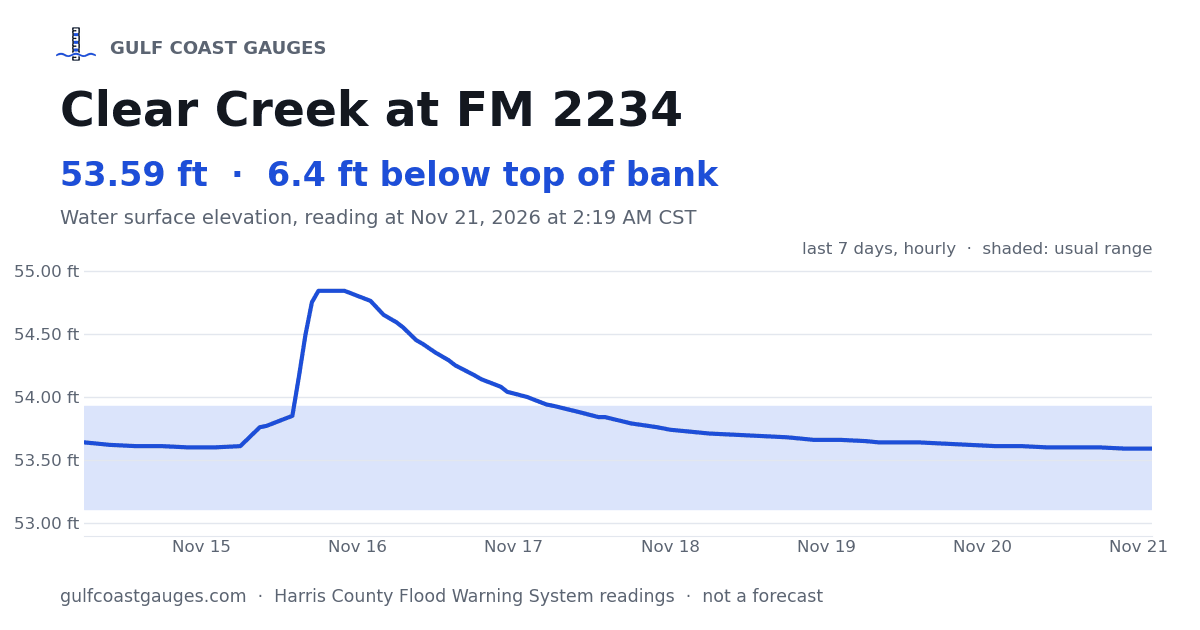 GULF COAST GAUGES
Clear Creek at FM 2234
53.59 ft · 6.4 ft below top of bank
Water surface elevation, reading at Nov 21, 2026 at 2:19 AM CST
last 7 days, hourly · shaded: usual range
55.00 ft
54.50 ft
54.00 ft
53.50 ft
53.00 ft
Nov 15 Nov 16 Nov 17 Nov 18 Nov 19 Nov 20 Nov 21
gulfcoastgauges.com · Harris County Flood Warning System readings · not a forecast